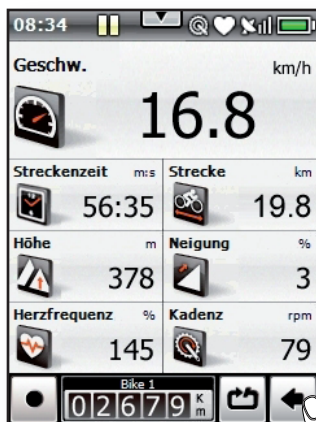 08:34
Geschw. km/h
16.8
Streckenzeit m:s Strecke km
56:35 19.8
Höhe m Neigung %
378 3
Herzfrequenz % Kadenz rpm
145 79
Bike 1
02679 K m